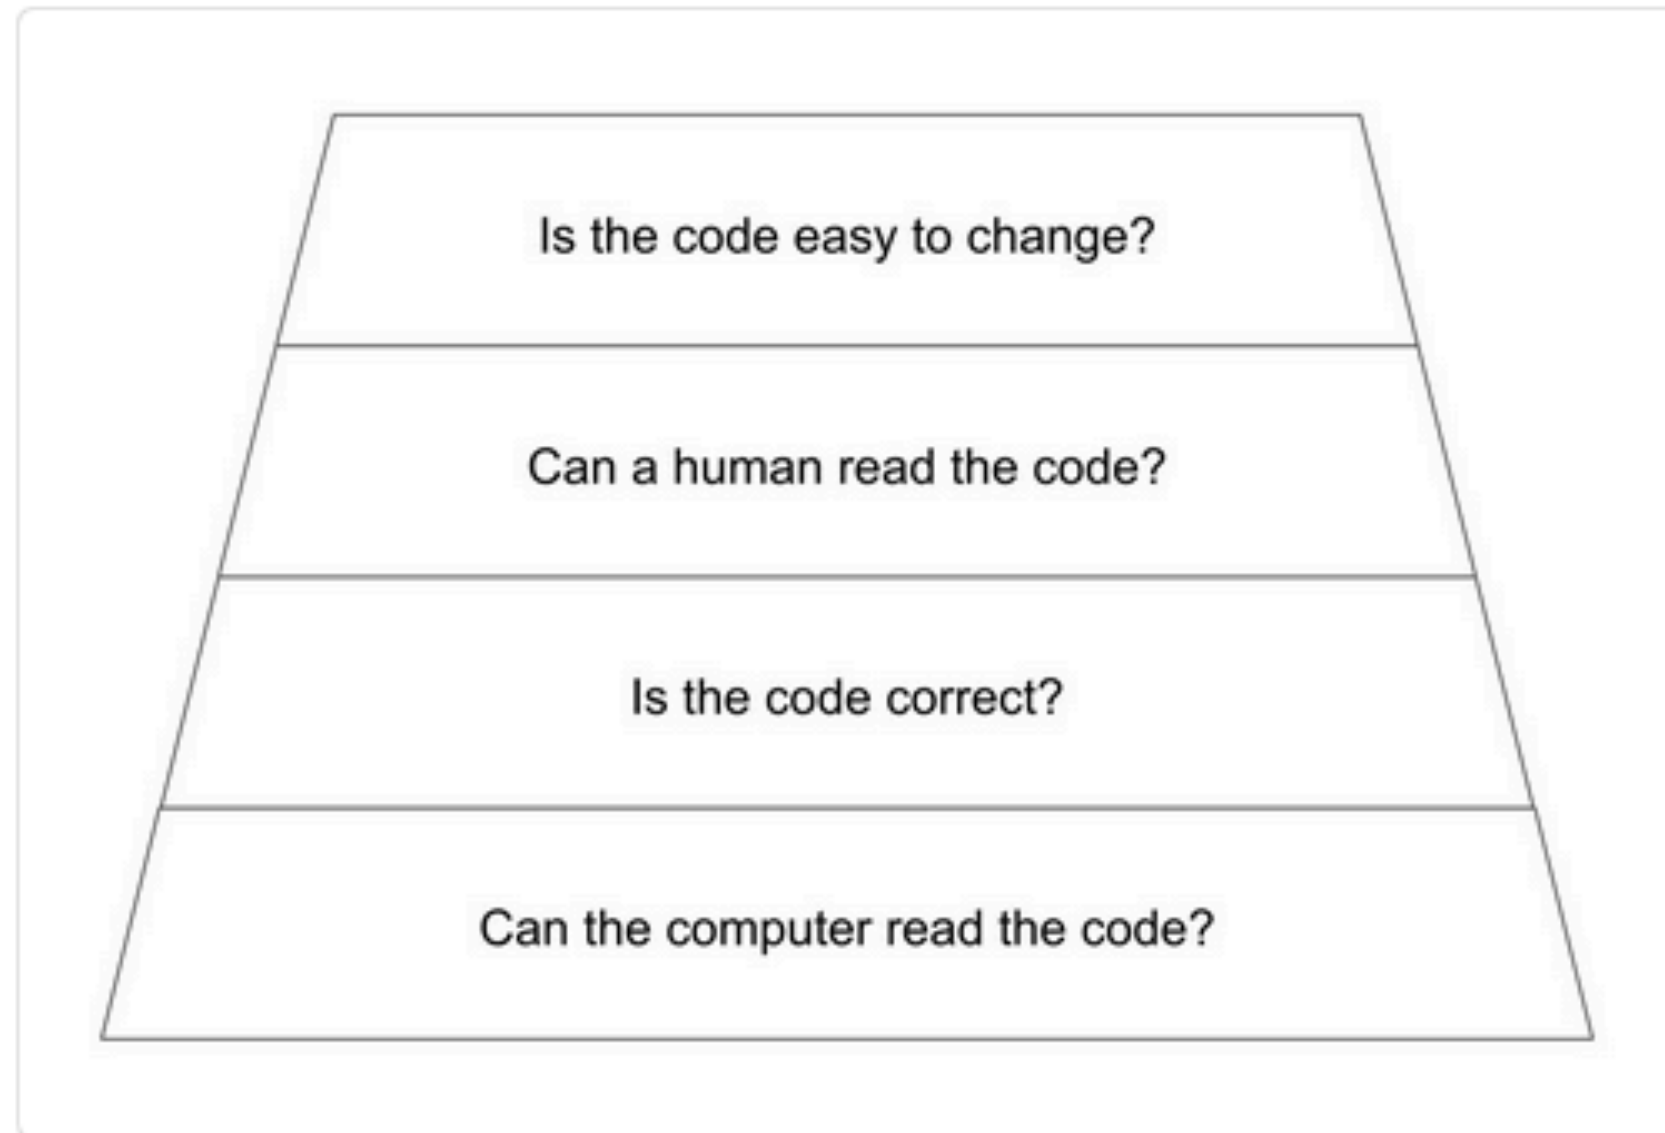 Is the code easy to change?
Can a human read the code?
Is the code correct?
Can the computer read the code?